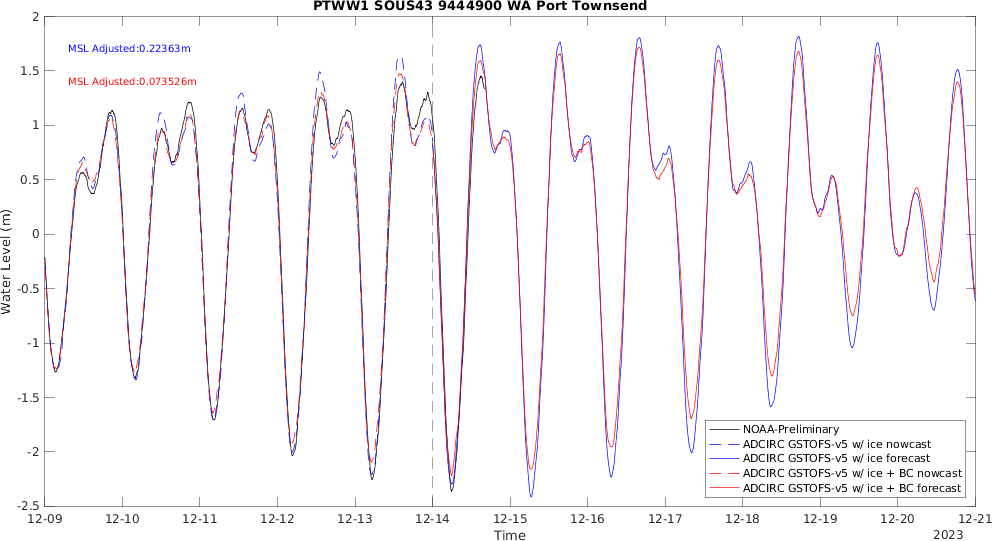 PTWW1 SOUS43 9444900 WA Port Townsend
MSL Adjusted:0.22363m
MSL Adjusted:0.073526m
Water Level (m)
2
1.5
1
0.5
0
-0.5
-1
-1.5
-2
-2.5
NOAA-Preliminary
ADCIRC GSTOFS-v5 w/ ice nowcast
ADCIRC GSTOFS-v5 w/ ice forecast
ADCIRC GSTOFS-v5 w/ice + BC nowcast
ADCIRC GSTOFS-v5 w/ice + BC forecast
12-09 12-10 12-11 12-12 12-13 12-14 12-15 12-16 12-17 12-18 12-19 12-20 12-21
Time
2023